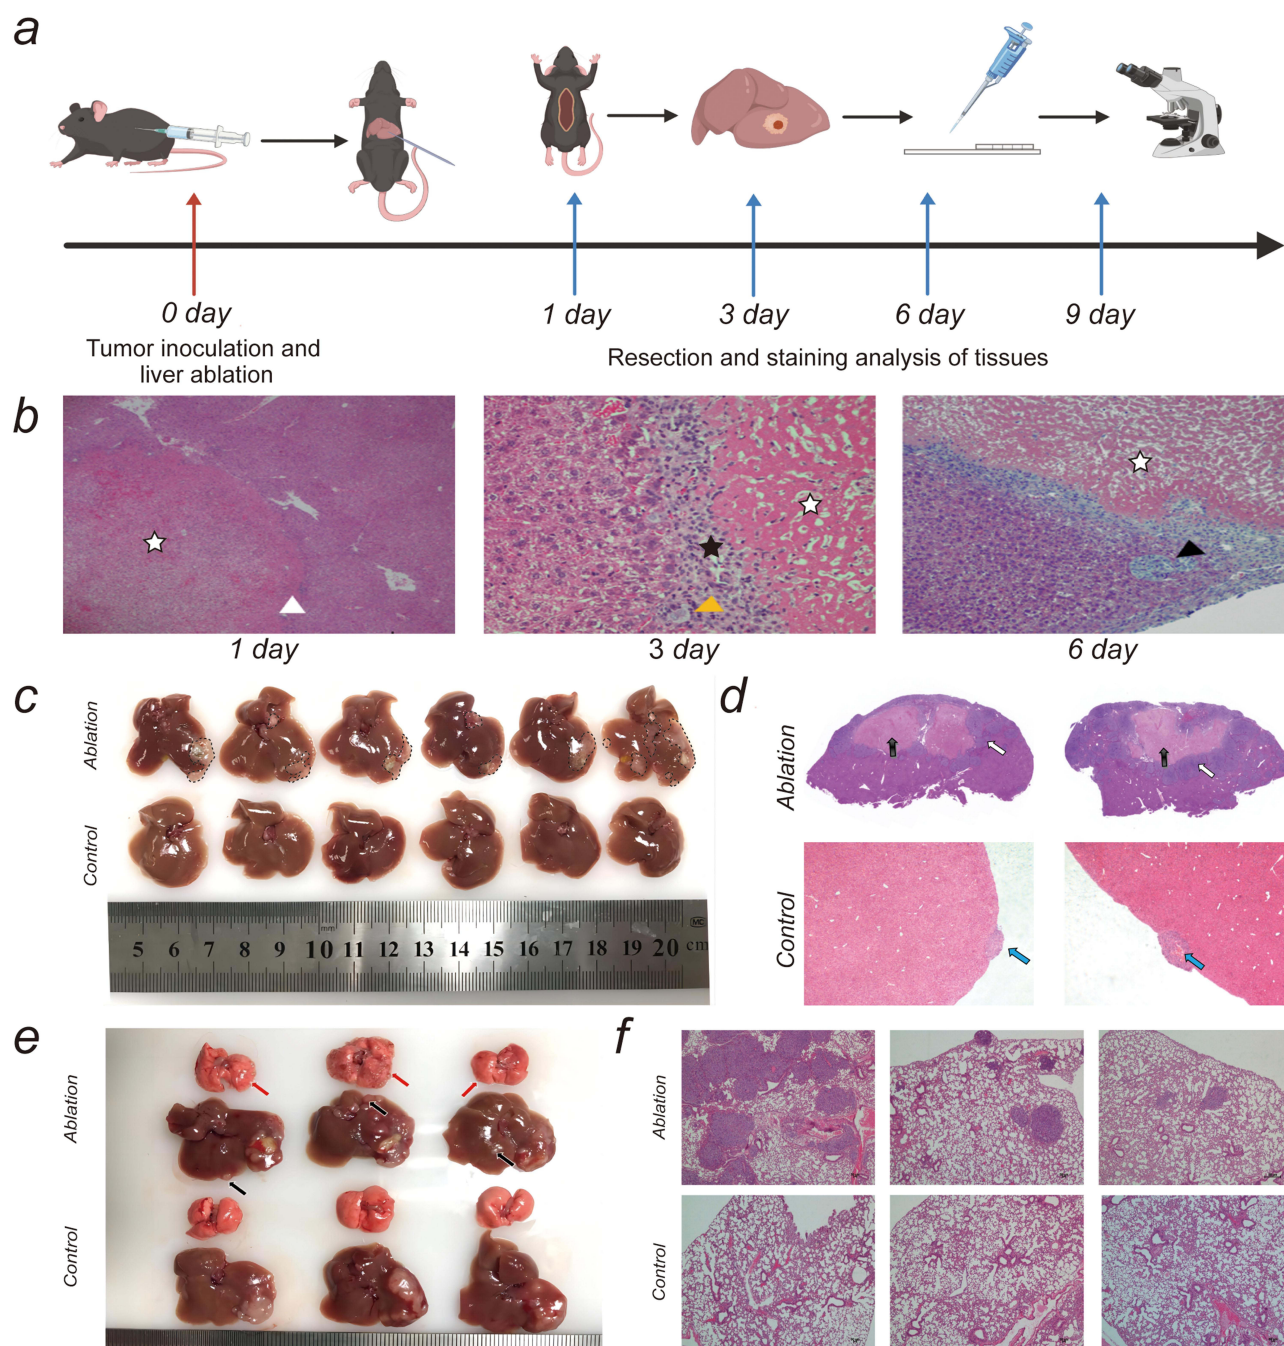 a
0 day
1 day
3 day
6 day
9 day
Tumor inoculation and
liver ablation
Resection and staining analysis of tissues
b
1 day
3 day
6 day
c
Ablation
Control
mm
MC
5 6 7 8 9 10 11 12 13 14 15 16 17 18 19 20 cm
d
Ablation
Control
e
Ablation
Control
f
Ablation
Control